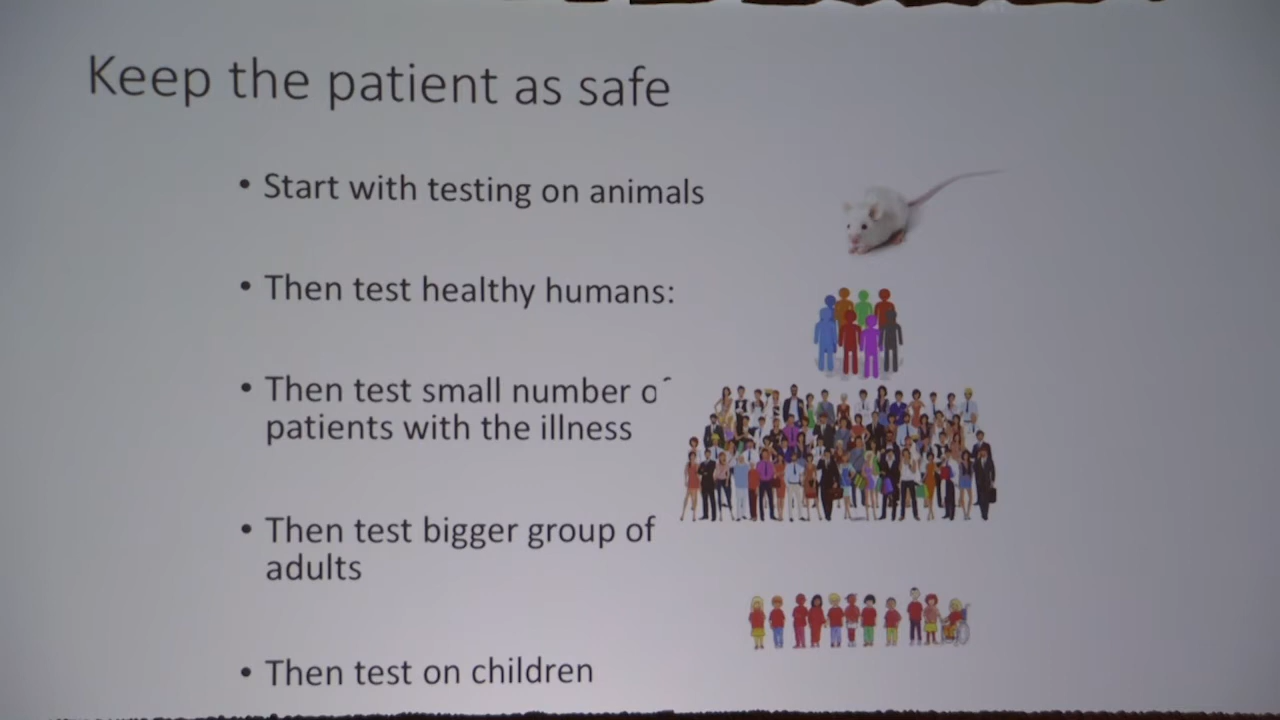 Keep the patient as safe
• Start with testing on animals
• Then test healthy humans:
• Then test small number of
patients with the illness
• Then test bigger group of
adults
• Then test on children